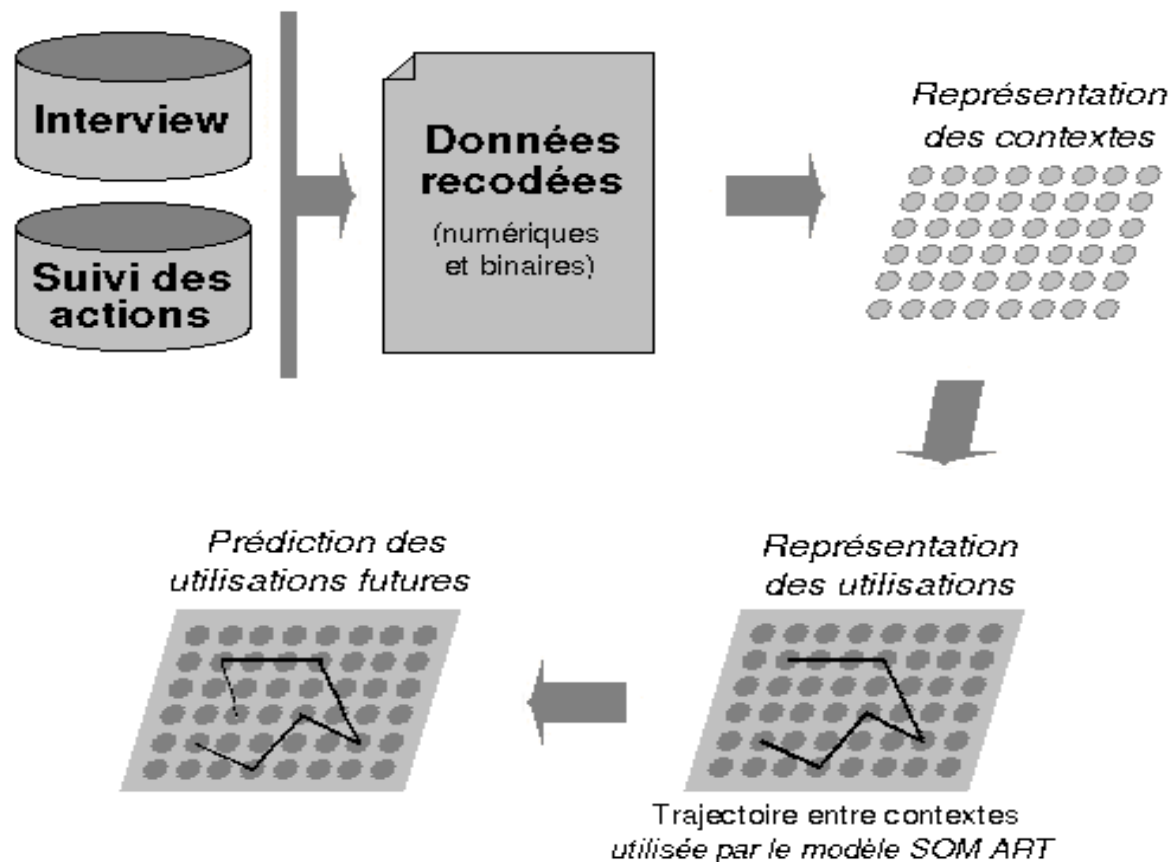 Interview
Suivi des
actions
Données
recodées
(numériques
et binaires)
Représentation
des contextes
Prédiction des
utilisations futures
Représentation
des utilisations
Trajectoire entre contextes
utilisée par le modèle SOM ART